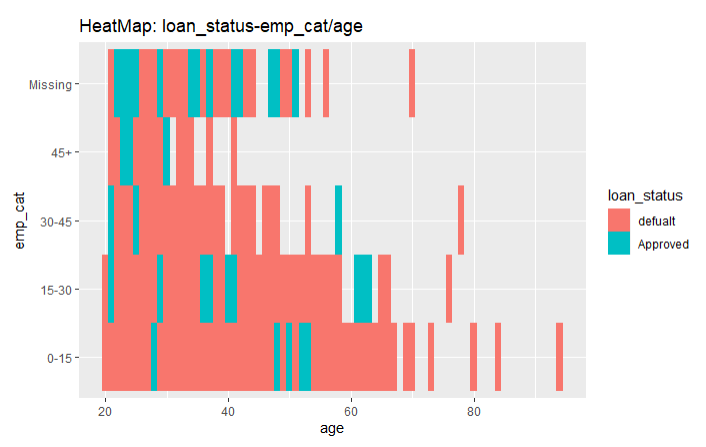 HeatMap: loan_status-emp_cat/age
Missing
45+
30-45
15-30
0-15
emp_cat
20 40 60 80
age
loan_status
defualt
Approved